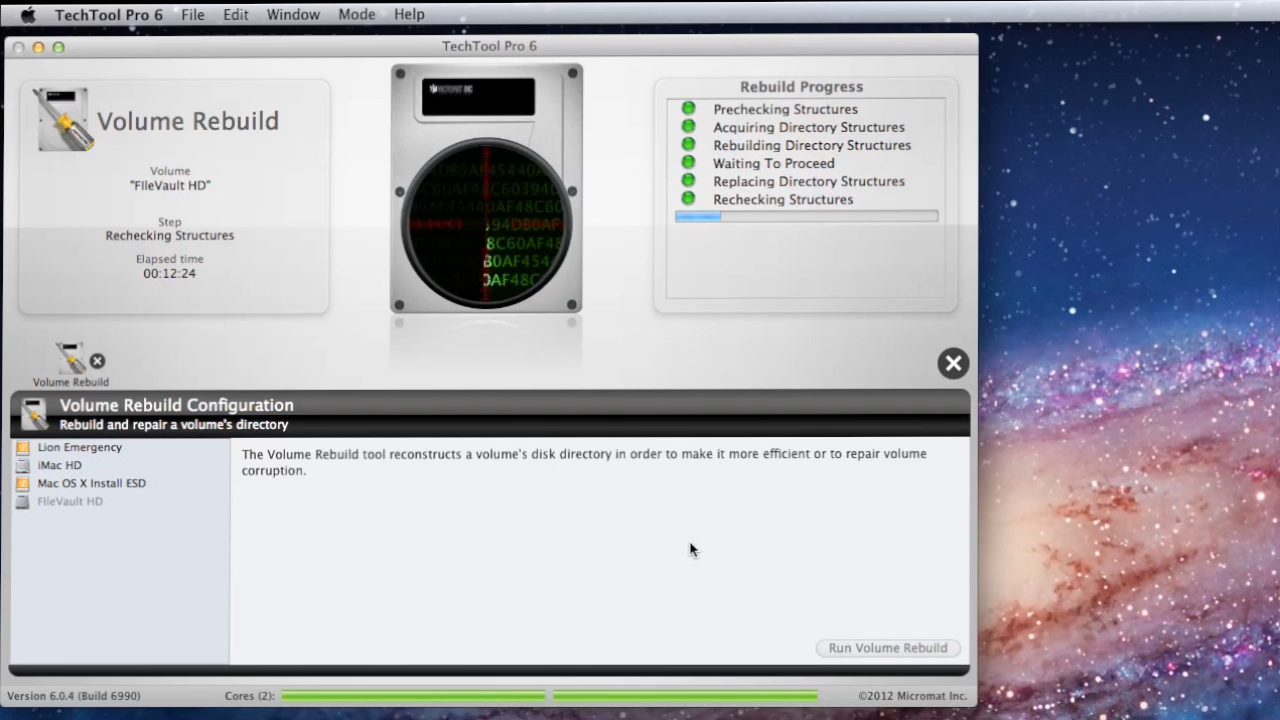 TechTool Pro 6 File Edit Window Mode Help
TechTool Pro 6
Volume Rebuild
Volume
"FIleVault HD"
Step
Rechecking Structures
Elapsed time
00:12:24
Rebuild Progress
Prechecking Structures
Acquiring Directory Structures
Rebuilding Directory Structures
Waiting To Proceed
Replacing Directory Structures
Rechecking Structures
Volume Rebuild
Volume Rebuild Configuration
Rebuild and repair a volume's directory
Lion Emergency
iMac HD
Mac OS X Install ESD
FIleVault HD
The Volume Rebuild tool reconstructs a volume's disk directory in order to make it more efficient or to repair volume
corruption.
Run Volume Rebuild
Version 6.0.4 (Build 6990) Cores (2): ©2012 Micromat Inc.